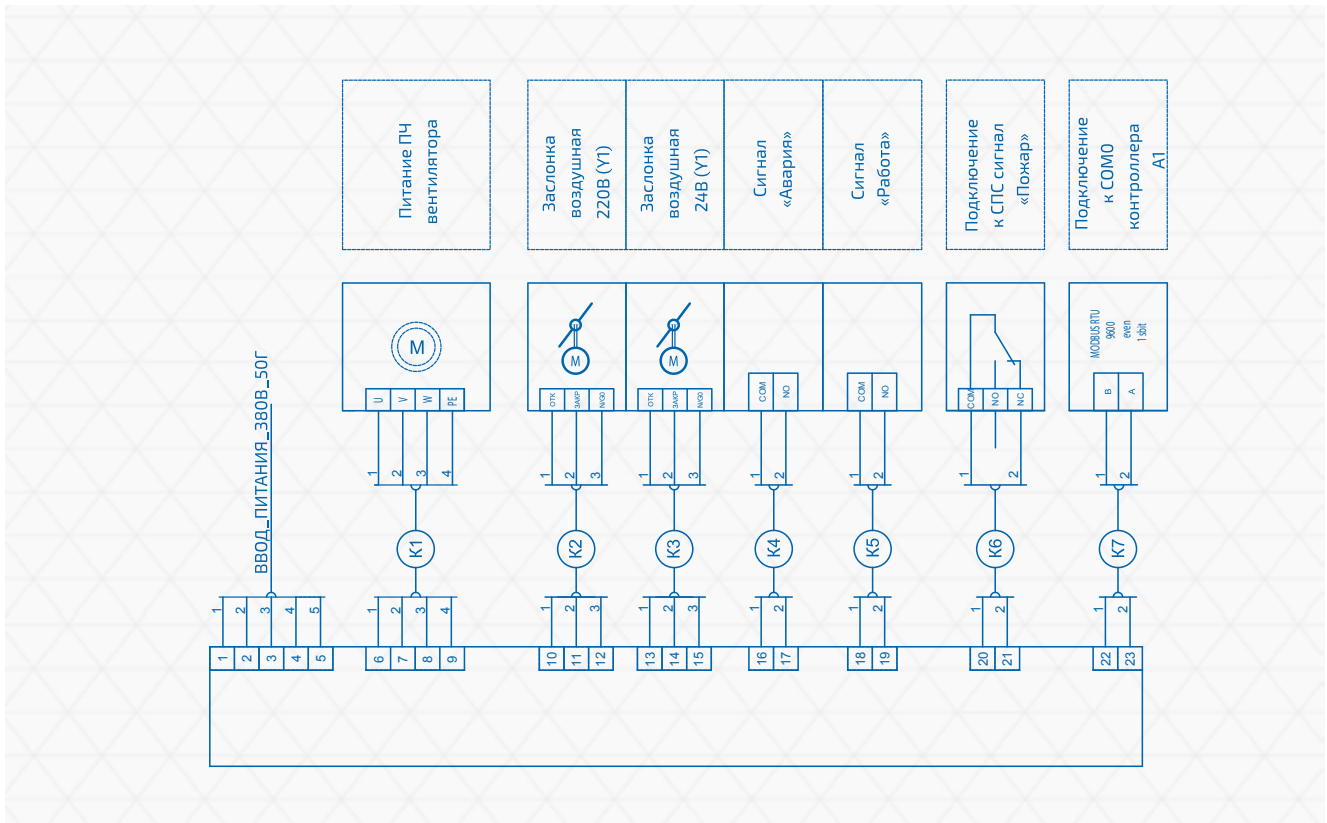 Питание ПЧ
вентилятора
Заслонка
воздушная
220В (Y1)
Заслонка
воздушная
24В (Y1)
Сигнал
«Авария»
Сигнал
«Работа»
Подключение
к СПС сигнал
«Пожар»
Подключение
к COM0
контроллера
А1
M
U
V
W
PE
M
ОТК
ЗАКР
N/G0
M
ОТК
ЗАКР
N/G0
COM
NO
COM
NO
COM
NO
NC
MODBUS RTU
9600
even
1 sbit
B
A
ВВОД_ПИТАНИЯ_3В0В_50Г
1
2
3
4
1
2
3
1
2
3
1
2
1
2
1
2
1
2
K1
K2
K3
K4
K5
K6
K7
1
2
3
4
5
1
2
3
4
1
2
3
1
2
3
1
2
1
2
1
2
1
2
1
2
3
4
5
6
7
8
9
10
11
12
13
14
15
16
17
18
19
20
21
22
23